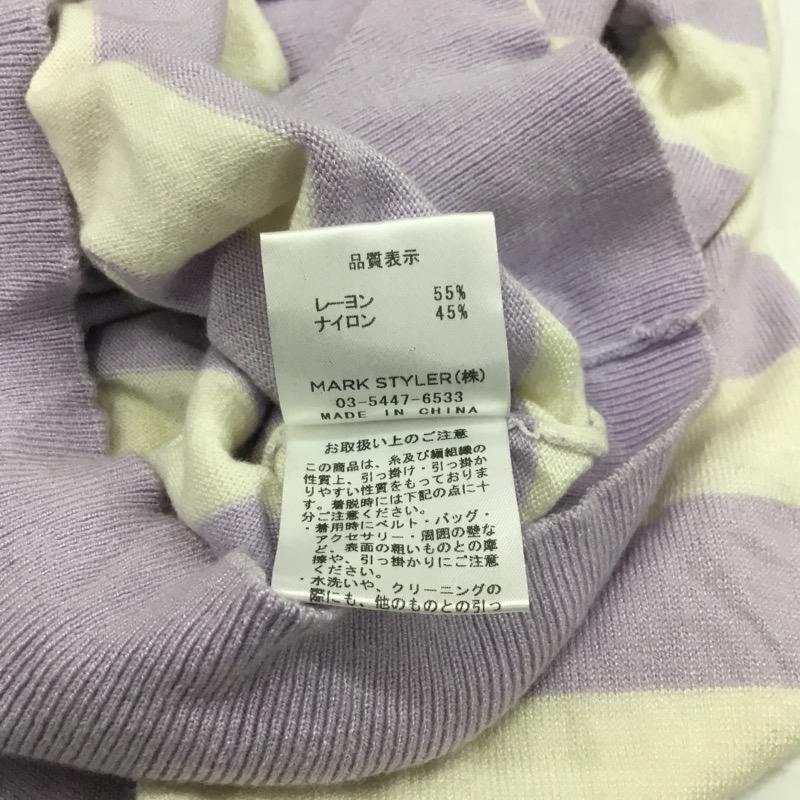 品質表示
レーヨン 55%
ナイロン 45%
MARK STYLER(株)
03-5447-6533
MADE IN CHINA
お取扱い上のご注意
この商品は、糸及び編組織の
性質上、引っ掛け・引っ掛か
りやすい性質をもっておりま
す。着脱時には下記の点に十
分ご注意ください。
・着用時にベルト・バッグ・
アクセサリー・周囲の壁な
ど、表面の粗いものとの摩
擦や、引っ掛かりにご注意
ください。
・水洗いや、クリーニングの
際にも、他のものとの引っ